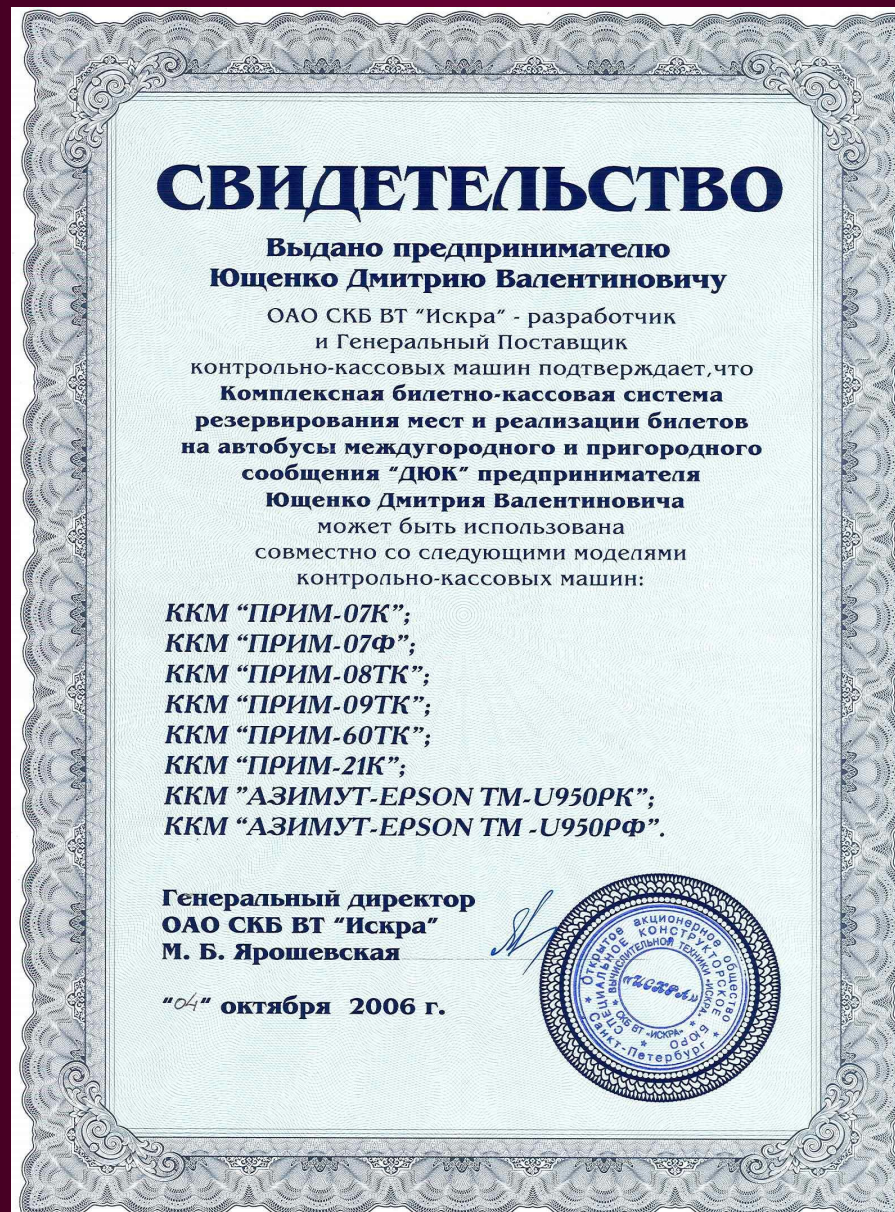 СВИДЕТЕЛЬСТВО
Выдано предпринимателю
Ющенко Дмитрию Валентиновичу
ОАО СКБ ВТ "Искра" - разработчик
и Генеральный Поставщик
контрольно-кассовых машин подтверждает,что
Комплексная билетно-кассовая система
резервирования мест и реализации билетов
на автобусы междугородного и пригородного
сообщения "ДЮК" предпринимателя
Ющенко Дмитрия Валентиновича
может быть использована
совместно со следующими моделями
контрольно-кассовых машин:
ККМ "ПРИМ-07К";
ККМ "ПРИМ-07Ф";
ККМ "ПРИМ-08ТК";
ККМ "ПРИМ-09ТК";
ККМ "ПРИМ-60ТК";
ККМ "ПРИМ-21К";
ККМ "АЗИМУТ-EPSON TM-U950РК";
ККМ "АЗИМУТ-EPSON TM -U950РФ".
Генеральный директор
ОАО СКБ ВТ "Искра"
М. Б. Ярошевская
"04" октября 2006 г.
Открытое акционерное общество
* Санкт-Петербург *
СПЕЦИАЛЬНОЕ КОНСТРУКТОРСКОЕ БЮРО
ВЫЧИСЛИТЕЛЬНОЙ ТЕХНИКИ «ИСКРА»
* СКБ ВТ «ИСКРА» *
«ИСКРА»